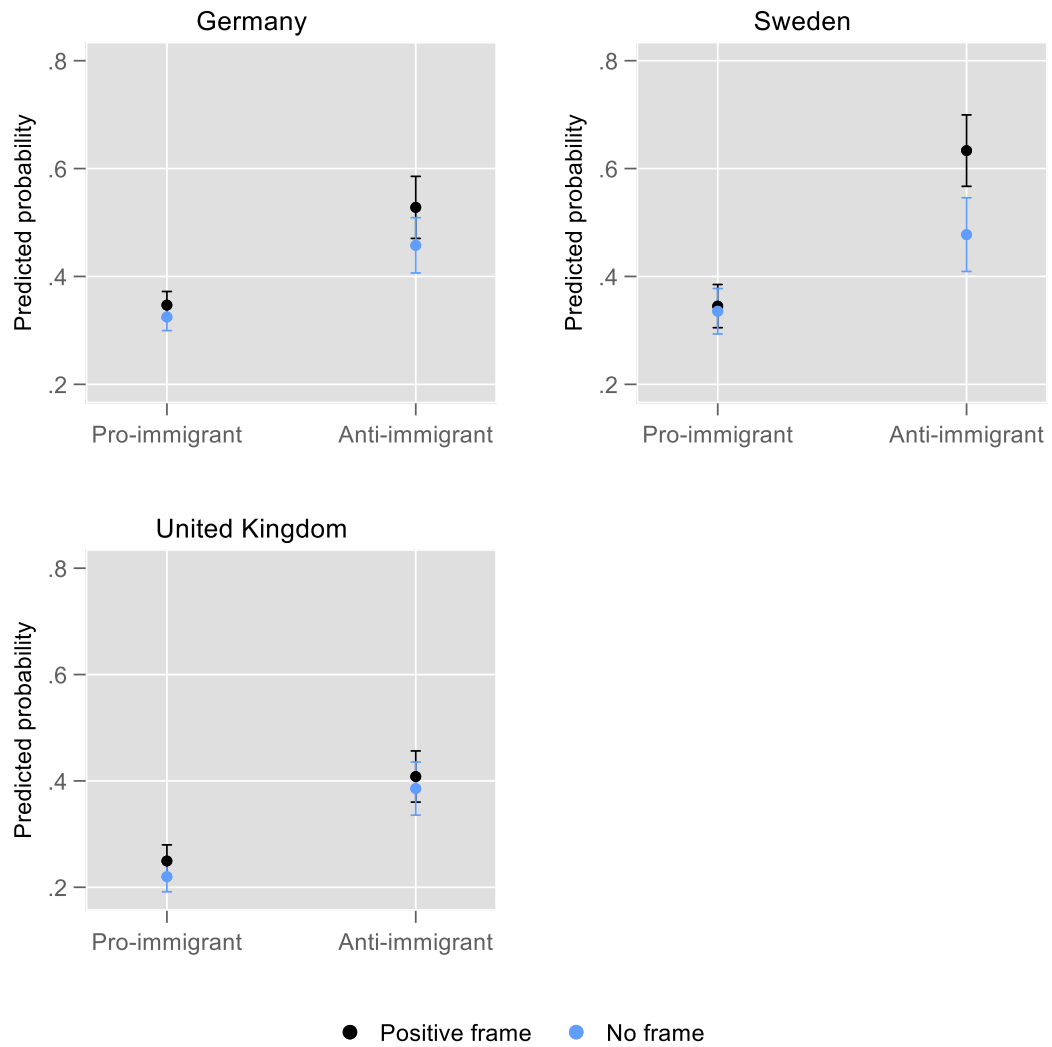 Germany
Predicted probability
.8
.6
.4
.2
Pro-immigrant Anti-immigrant
Sweden
Predicted probability
.8
.6
.4
.2
Pro-immigrant Anti-immigrant
United Kingdom
Predicted probability
.8
.6
.4
.2
Pro-immigrant Anti-immigrant
Positive frame No frame